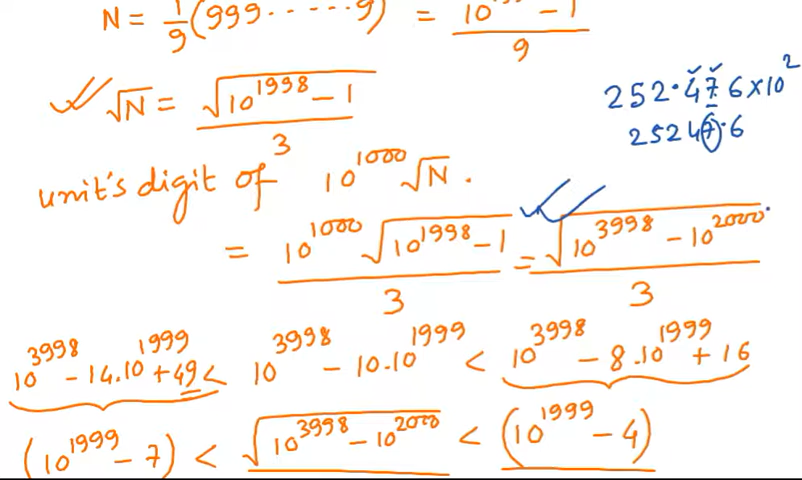 N = 1/9 (999 · · · · · · 9) = (10^1998 − 1)/9
√N = √(10^1998 − 1) / 3
252·476×10^2
25247·6
unit's digit of 10^1000 √N .
= 10^1000 √(10^1998 − 1) / 3 = √(10^3998 − 10^2000) / 3
10^3998 − 14.10^1999 + 49 < 10^3998 − 10.10^1999 < 10^3998 − 8.10^1999 + 16
(10^1999 − 7) < √(10^3998 − 10^2000) < (10^1999 − 4)